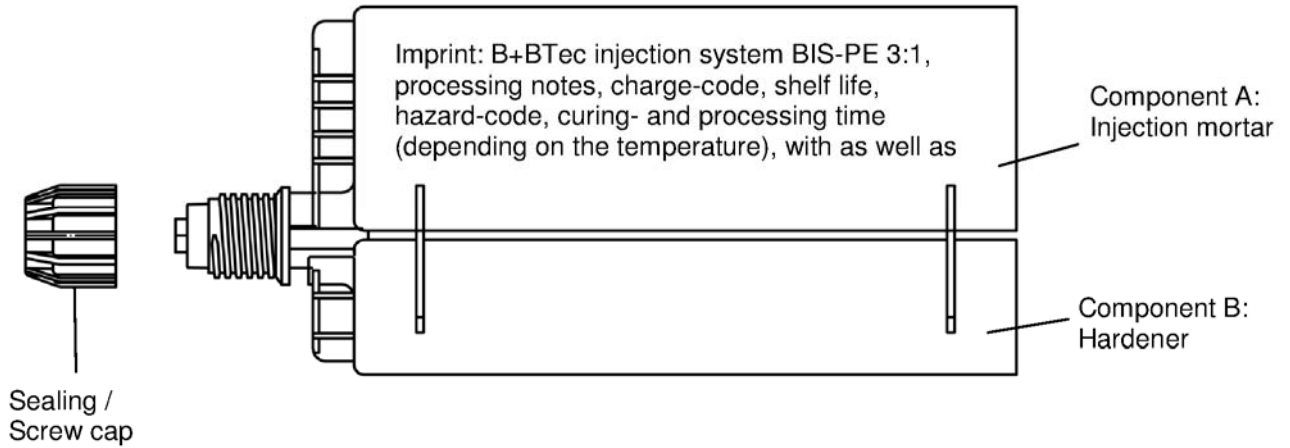 Imprint: B+BTec injection system BIS-PE 3:1,
processing notes, charge-code, shelf life,
hazard-code, curing- and processing time
(depending on the temperature), with as well as
Component A:
Injection mortar
Component B:
Hardener
Sealing /
Screw cap